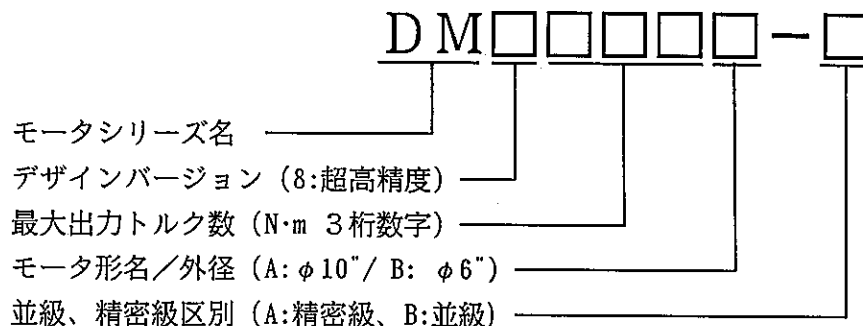 DM□□□□□－□
モータシリーズ名
デザインバージョン (8:超高精度)
最大出力トルク数 (N·m 3桁数字)
モータ形名／外径 (A:φ10"/ B: φ6")
並級、精密級区別 (A:精密級、B:並級)